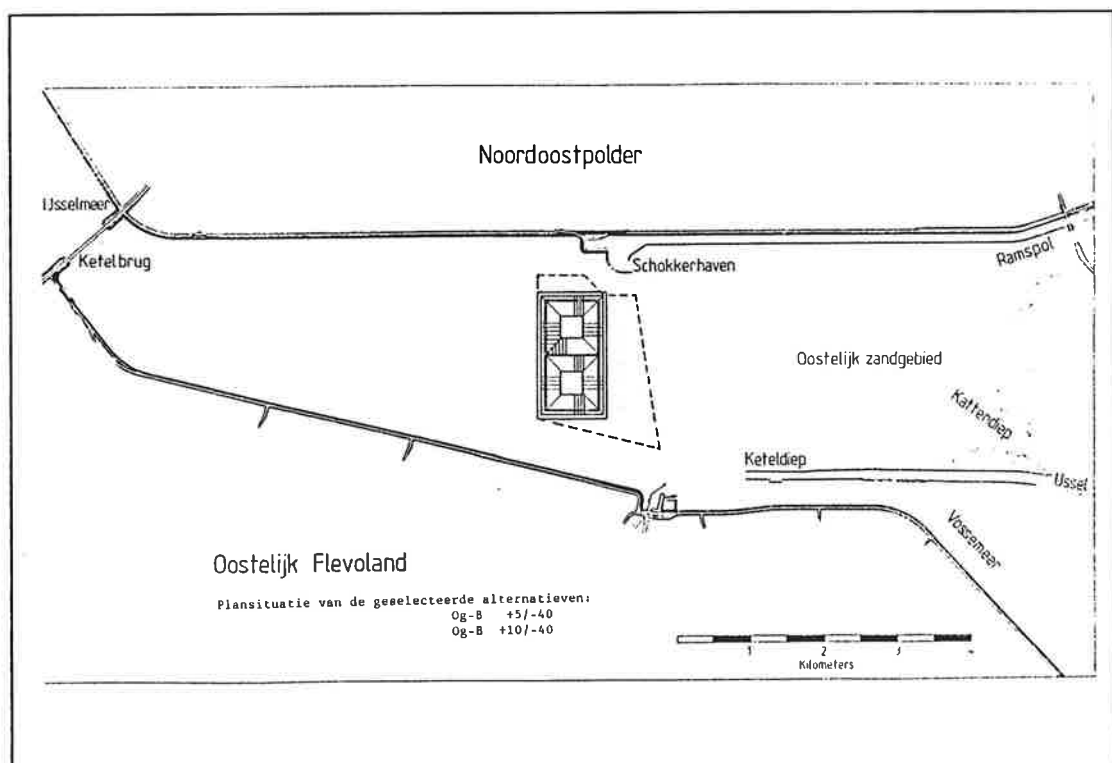 Noordoostpolder
IJsselmeer
Ketelbrug
Schokkerhaven
Ramspol
Oostelijk zandgebied
Kattendiep
Keteldiep
IJssel
Vossemeer
Oostelijk Flevoland
Plansituatie van de geselecteerde alternatieven:
Og-B +5/-40
Og-B +10/-40
1 2 3
Kilometers